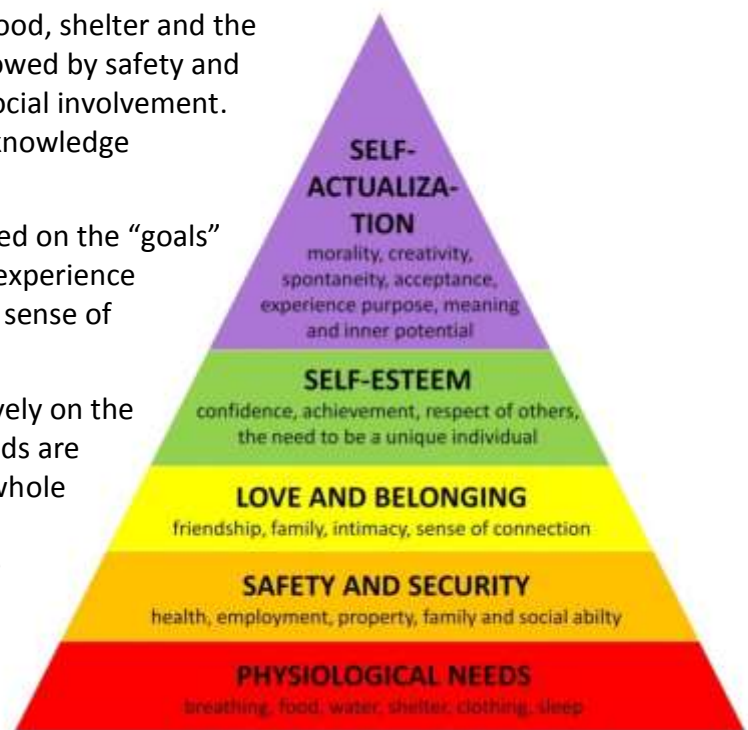 ood, shelter and the
owed by safety and
ocial involvement.
knowledge
ed on the “goals”
experience
sense of
vely on the
ds are
whole
SELF-
ACTUALIZA-
TION
morality, creativity,
spontaneity, acceptance,
experience purpose, meaning
and inner potential
SELF-ESTEEM
confidence, achievement, respect of others,
the need to be a unique individual
LOVE AND BELONGING
friendship, family, intimacy, sense of connection
SAFETY AND SECURITY
health, employment, property, family and social abilty
PHYSIOLOGICAL NEEDS
breathing, food, water, shelter, clothing, sleep